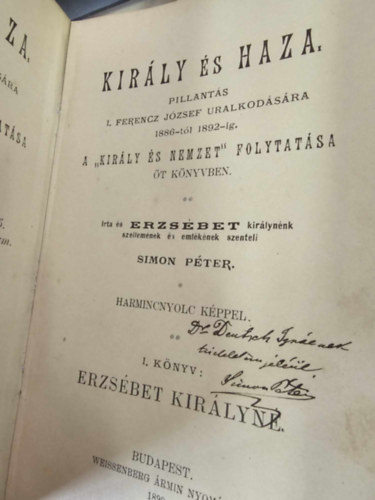 ZA.
KIRÁLY ÉS HAZA.
PILLANTÁS
I. FERENCZ JÓZSEF URALKODÁSÁRA
1886-tól 1892-ig.
A „KIRÁLY ÉS NEMZET" FOLYTATÁSA
ÖT KÖNYVBEN.
Irta és ERZSÉBET királynénk
szellemének és emlékének szenteli
SIMON PÉTER.
HARMINCNYOLC KÉPPEL.
Dr Deutsch Ignácnak
tiszteletem jeléül
Simon Péter
I. KÖNYV:
ERZSÉBET KIRÁLYNÉ.
BUDAPEST.
WEISSENBERG ÁRMIN